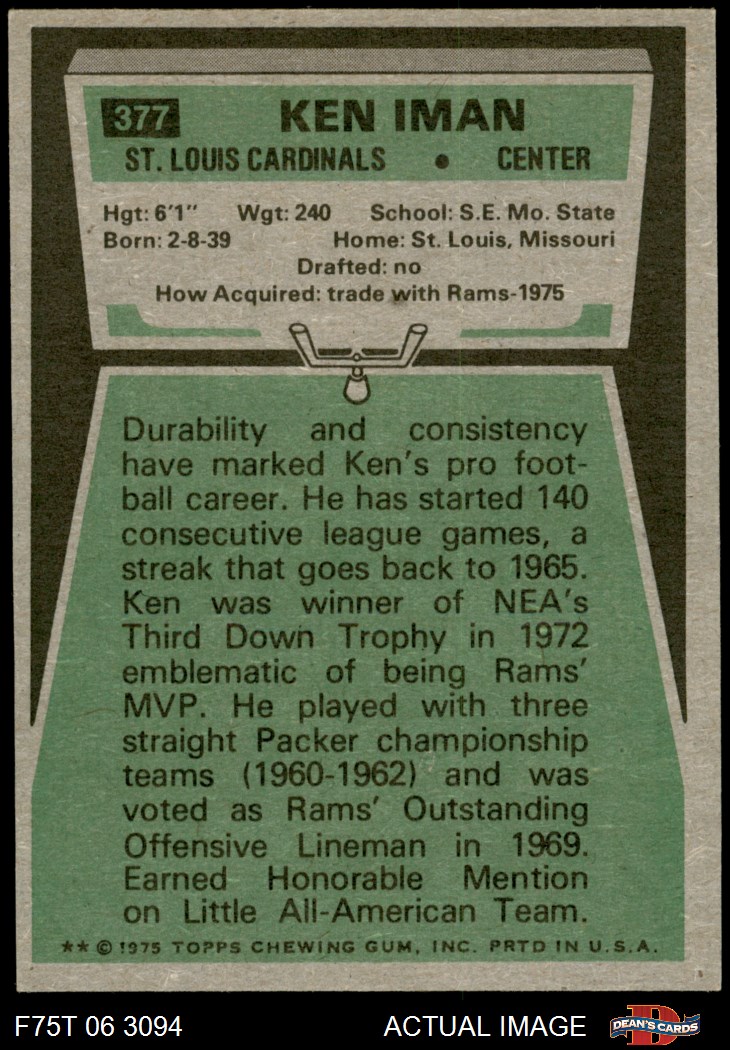 377 KEN IMAN
ST. LOUIS CARDINALS • CENTER
Hgt: 6'1" Wgt: 240 School: S.E. Mo. State
Born: 2-8-39 Home: St. Louis, Missouri
Drafted: no
How Acquired: trade with Rams-1975
Durability and consistency
have marked Ken's pro foot-
ball career. He has started 140
consecutive league games, a
streak that goes back to 1965.
Ken was winner of NEA's
Third Down Trophy in 1972
emblematic of being Rams'
MVP. He played with three
straight Packer championship
teams (1960-1962) and was
voted as Rams' Outstanding
Offensive Lineman in 1969.
Earned Honorable Mention
on Little All-American Team.
** © 1975 TOPPS CHEWING GUM, INC. PRTD IN U.S.A.
F75T 06 3094 ACTUAL IMAGE DEAN'S CARDS